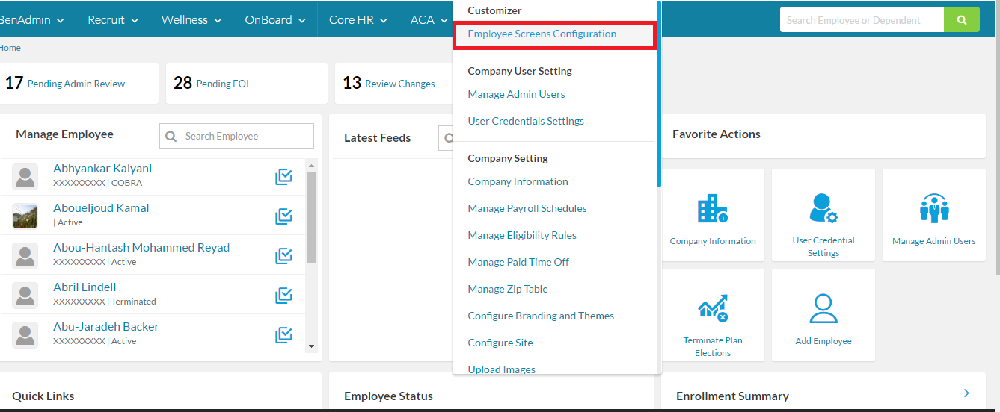 BenAdmin
Recruit
Wellness
OnBoard
Core HR
ACA
Search Employee or Dependent
Home
17 Pending Admin Review
28 Pending EOI
13 Review Changes
Customizer
Employee Screens Configuration
Company User Setting
Manage Admin Users
User Credentials Settings
Company Setting
Company Information
Manage Payroll Schedules
Manage Eligibility Rules
Manage Paid Time Off
Manage Zip Table
Configure Branding and Themes
Configure Site
Upload Images
Manage Employee
Search Employee
Abhyankar Kalyani
XXXXXXXXX | COBRA
Aboueljoud Kamal
| Active
Abou-Hantash Mohammed Reyad
XXXXXXXXX | Active
Abril Lindell
XXXXXXXXX | Terminated
Abu-Jaradeh Backer
XXXXXXXXX | Active
Latest Feeds
Favorite Actions
Company Information
User Credential
Settings
Manage Admin Users
Terminate Plan
Elections
Add Employee
Quick Links
Employee Status
Enrollment Summary